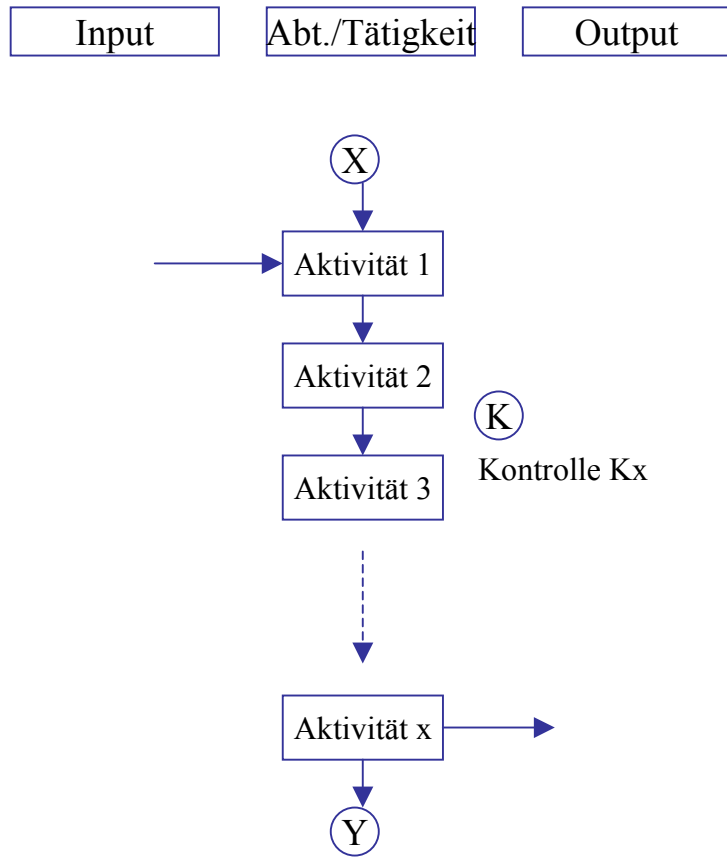 Input
Abt./Tätigkeit
Output
X
Aktivität 1
Aktivität 2
K
Kontrolle Kx
Aktivität 3
Aktivität x
Y